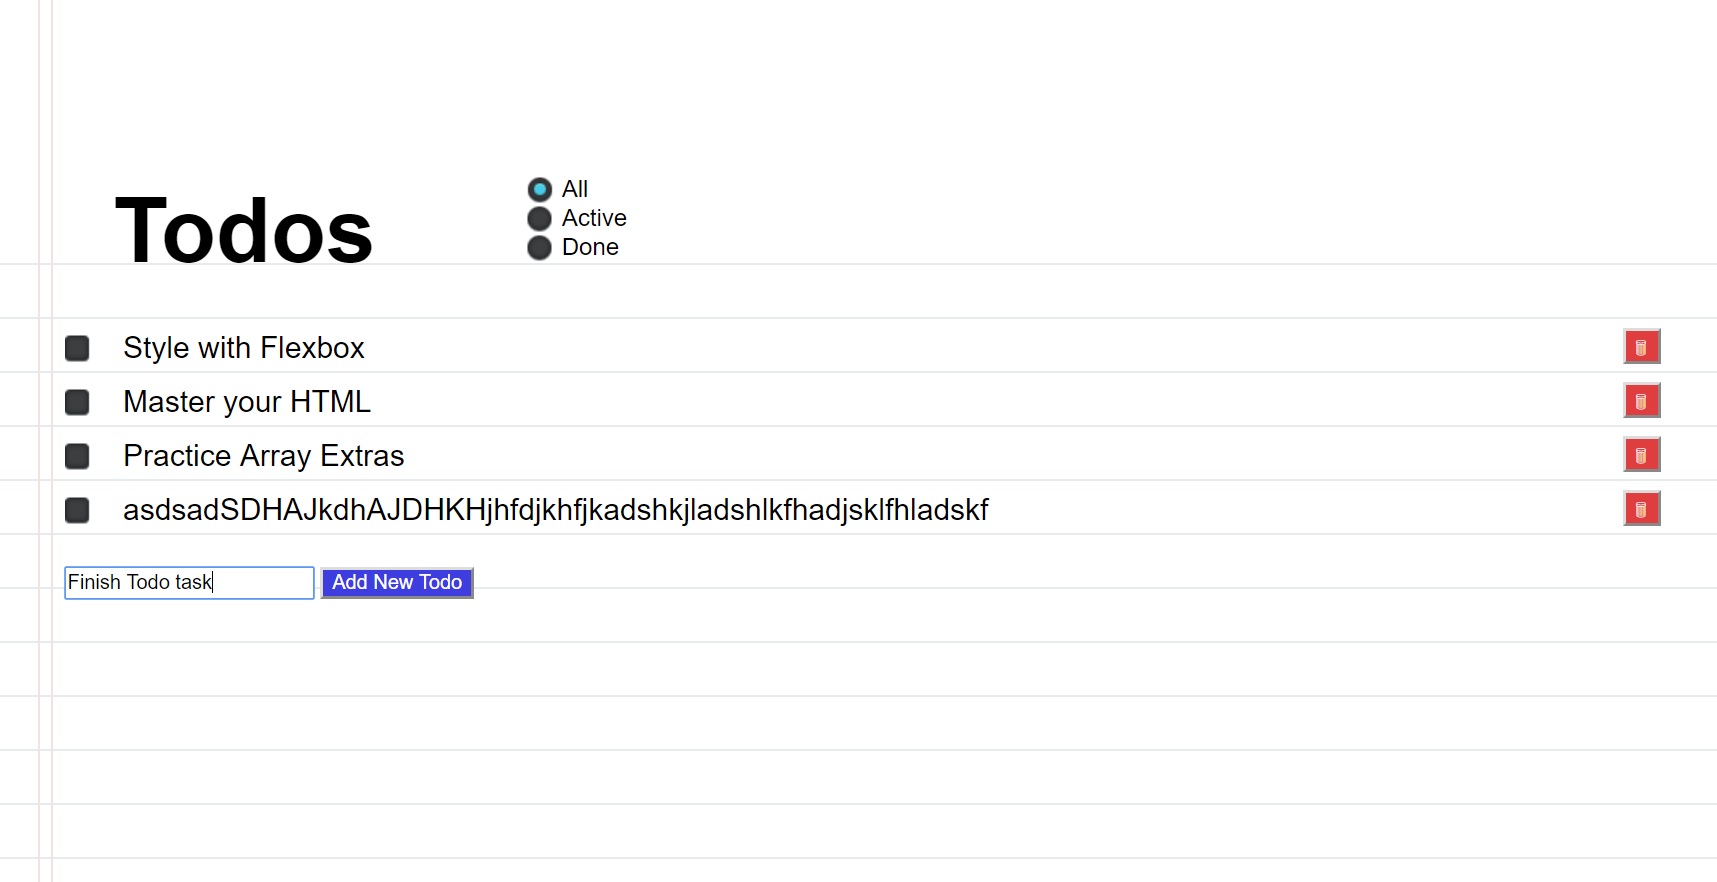 Todos
All
Active
Done
Style with Flexbox
Master your HTML
Practice Array Extras
asdsadSDHAJkdhAJDHKHjhfdjkhfjkadshkjladshlkfhadjsklfhladskf
Finish Todo task
Add New Todo